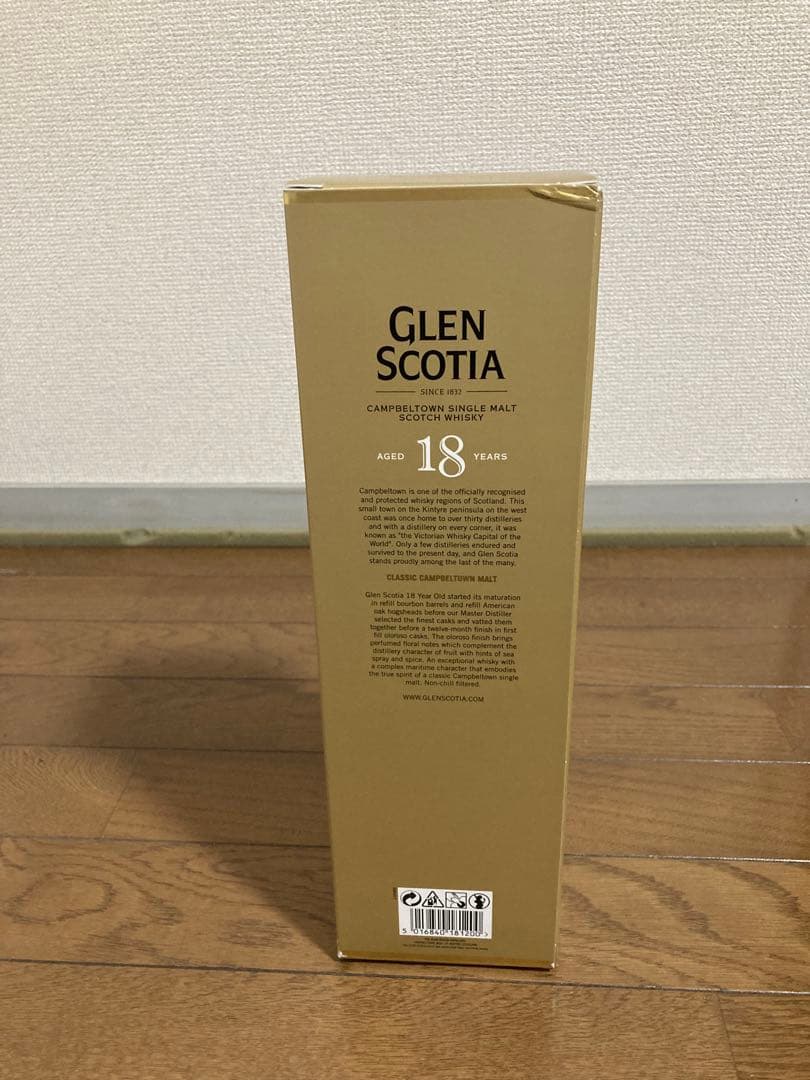 GLEN
SCOTIA
SINCE 1832
CAMPBELTOWN SINGLE MALT
SCOTCH WHISKY
AGED 18 YEARS
Campbeltown is one of the officially recognised
and protected whisky regions of Scotland. This
small town on the Kintyre peninsula on the west
coast was once home to over thirty distilleries
and with a distillery on every corner, it was
known as "the Victorian Whisky Capital of the
World". Only a few distilleries endured and
survived to the present day, and Glen Scotia
stands proudly among the last of the many.
CLASSIC CAMPBELTOWN MALT
Glen Scotia 18 Year Old started its maturation
in refill bourbon barrels and refill American
oak hogsheads before our Master Distiller
selected the finest casks and vatted them
together before a twelve-month finish in first
fill oloroso casks. The oloroso finish brings
perfumed floral notes which complement the
distillery character of fruit with hints of sea
spray and spice. An exceptional whisky with
a complex maritime character that embodies
the true spirit of a classic Campbeltown single
malt. Non-chill filtered.
WWW.GLENSCOTIA.COM
5 016840 181200 >